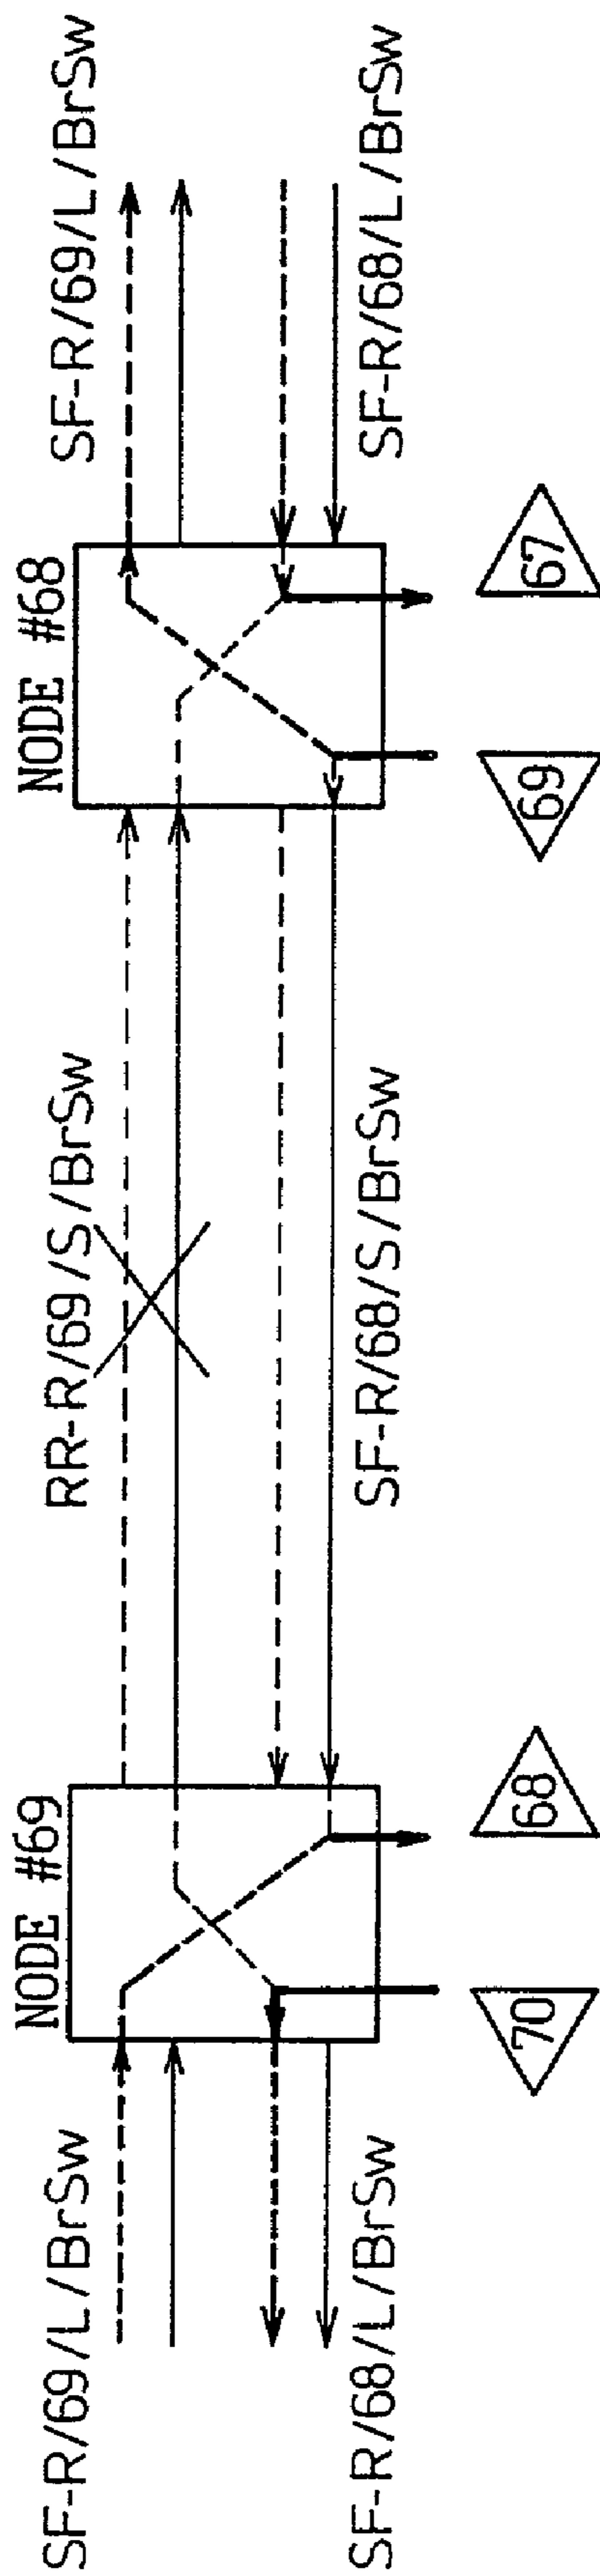 SF-R/69/L/BrSw
NODE #69
RR-R/69/S/BrSw
NODE #68
SF-R/69/L/BrSw
SF-R/68/L/BrSw
SF-R/68/S/BrSw
SF-R/68/L/BrSw
70
68
69
67